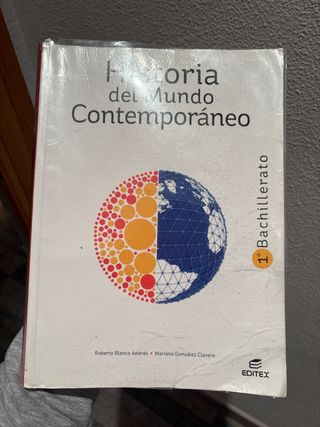 Historia
del Mundo
Contemporáneo
1º Bachillerato
Roberto Blanco Andrés • Mariano González Clavero
EDITEX